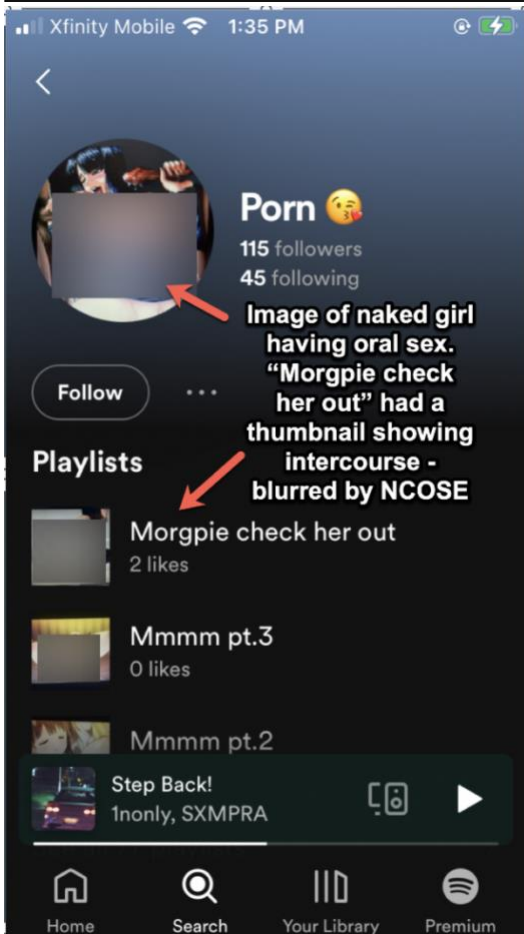 Xfinity Mobile 1:35 PM
Porn 😘
115 followers
45 following
Image of naked girl
having oral sex.
“Morgpie check
her out” had a
thumbnail showing
intercourse -
blurred by NCOSE
Follow
Playlists
Morgpie check her out
2 likes
Mmmm pt.3
0 likes
Mmmm pt.2
Step Back!
1nonly, SXMPRA
Home Search Your Library Premium